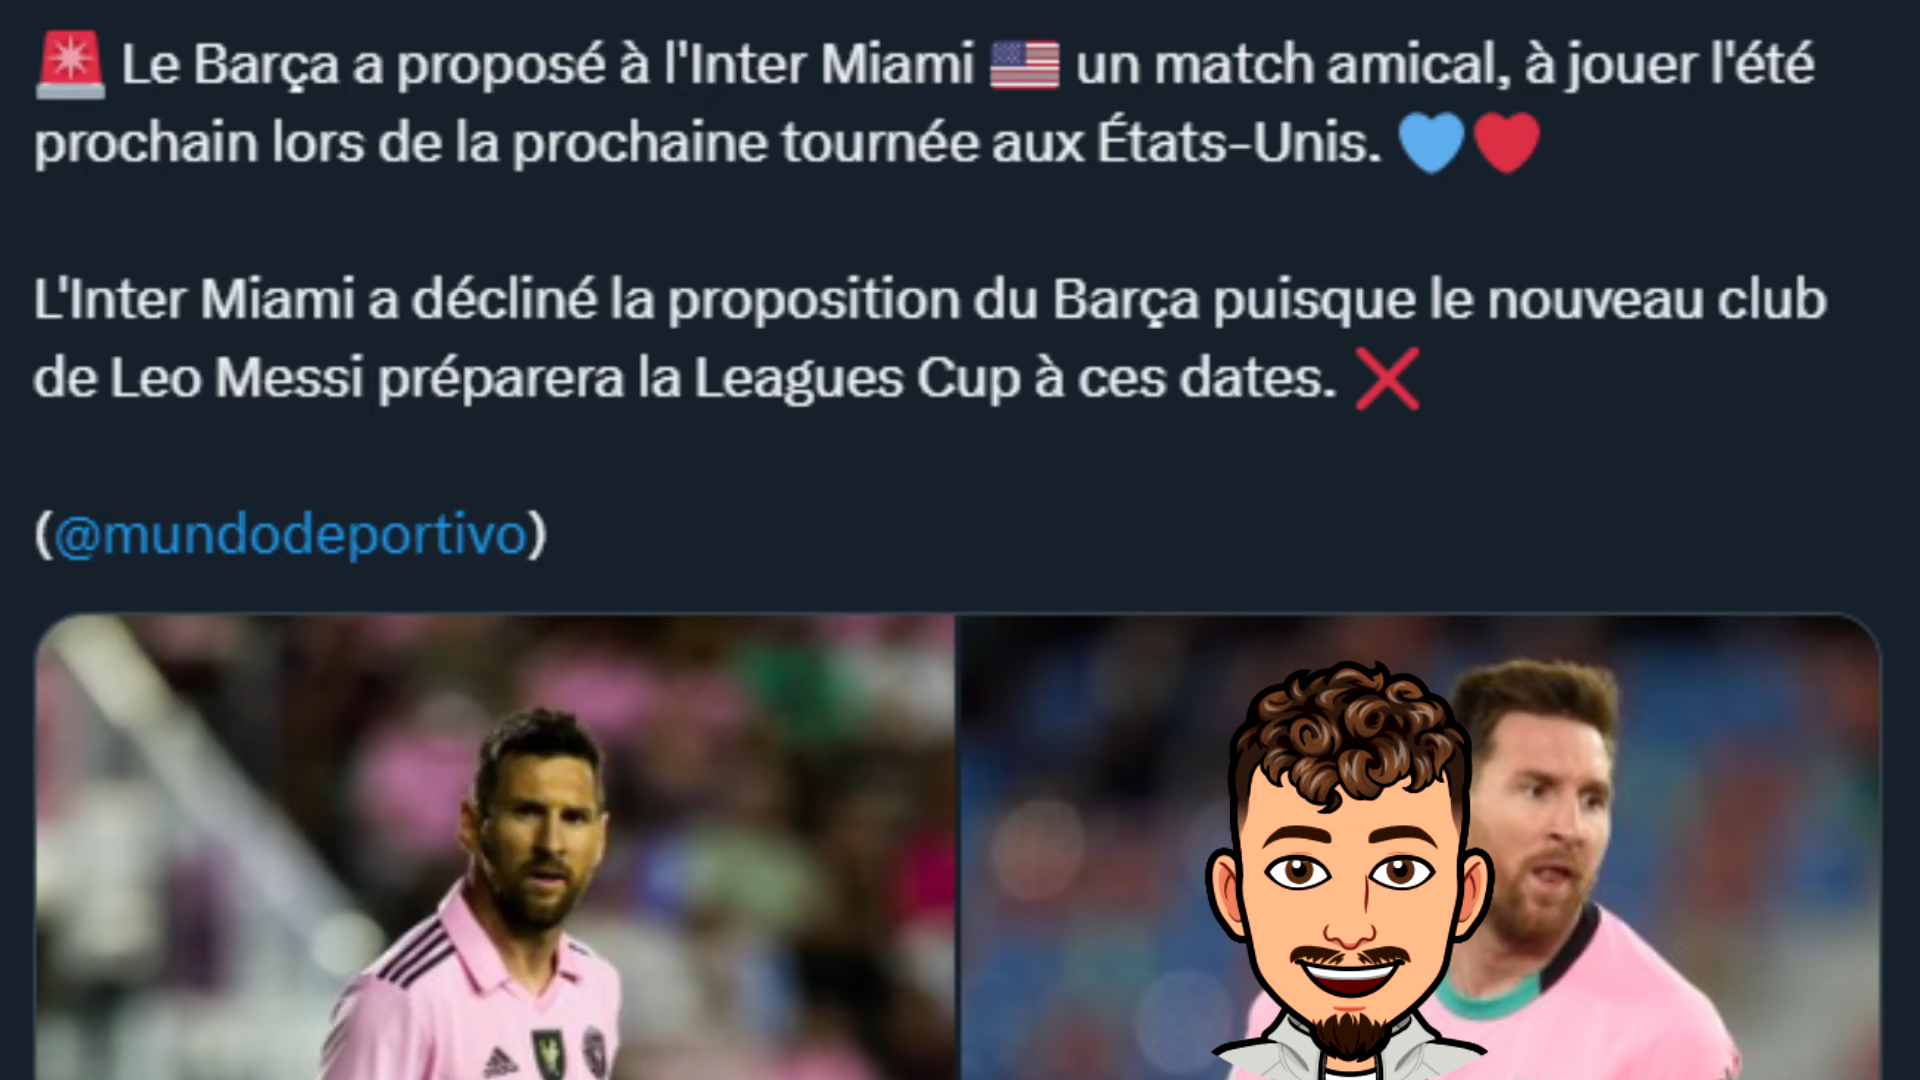 🚨 Le Barça a proposé à l'Inter Miami 🇺🇸 un match amical, à jouer l'été
prochain lors de la prochaine tournée aux États-Unis. 💙❤️
L'Inter Miami a décliné la proposition du Barça puisque le nouveau club
de Leo Messi préparera la Leagues Cup à ces dates. ❌
(@mundodeportivo)